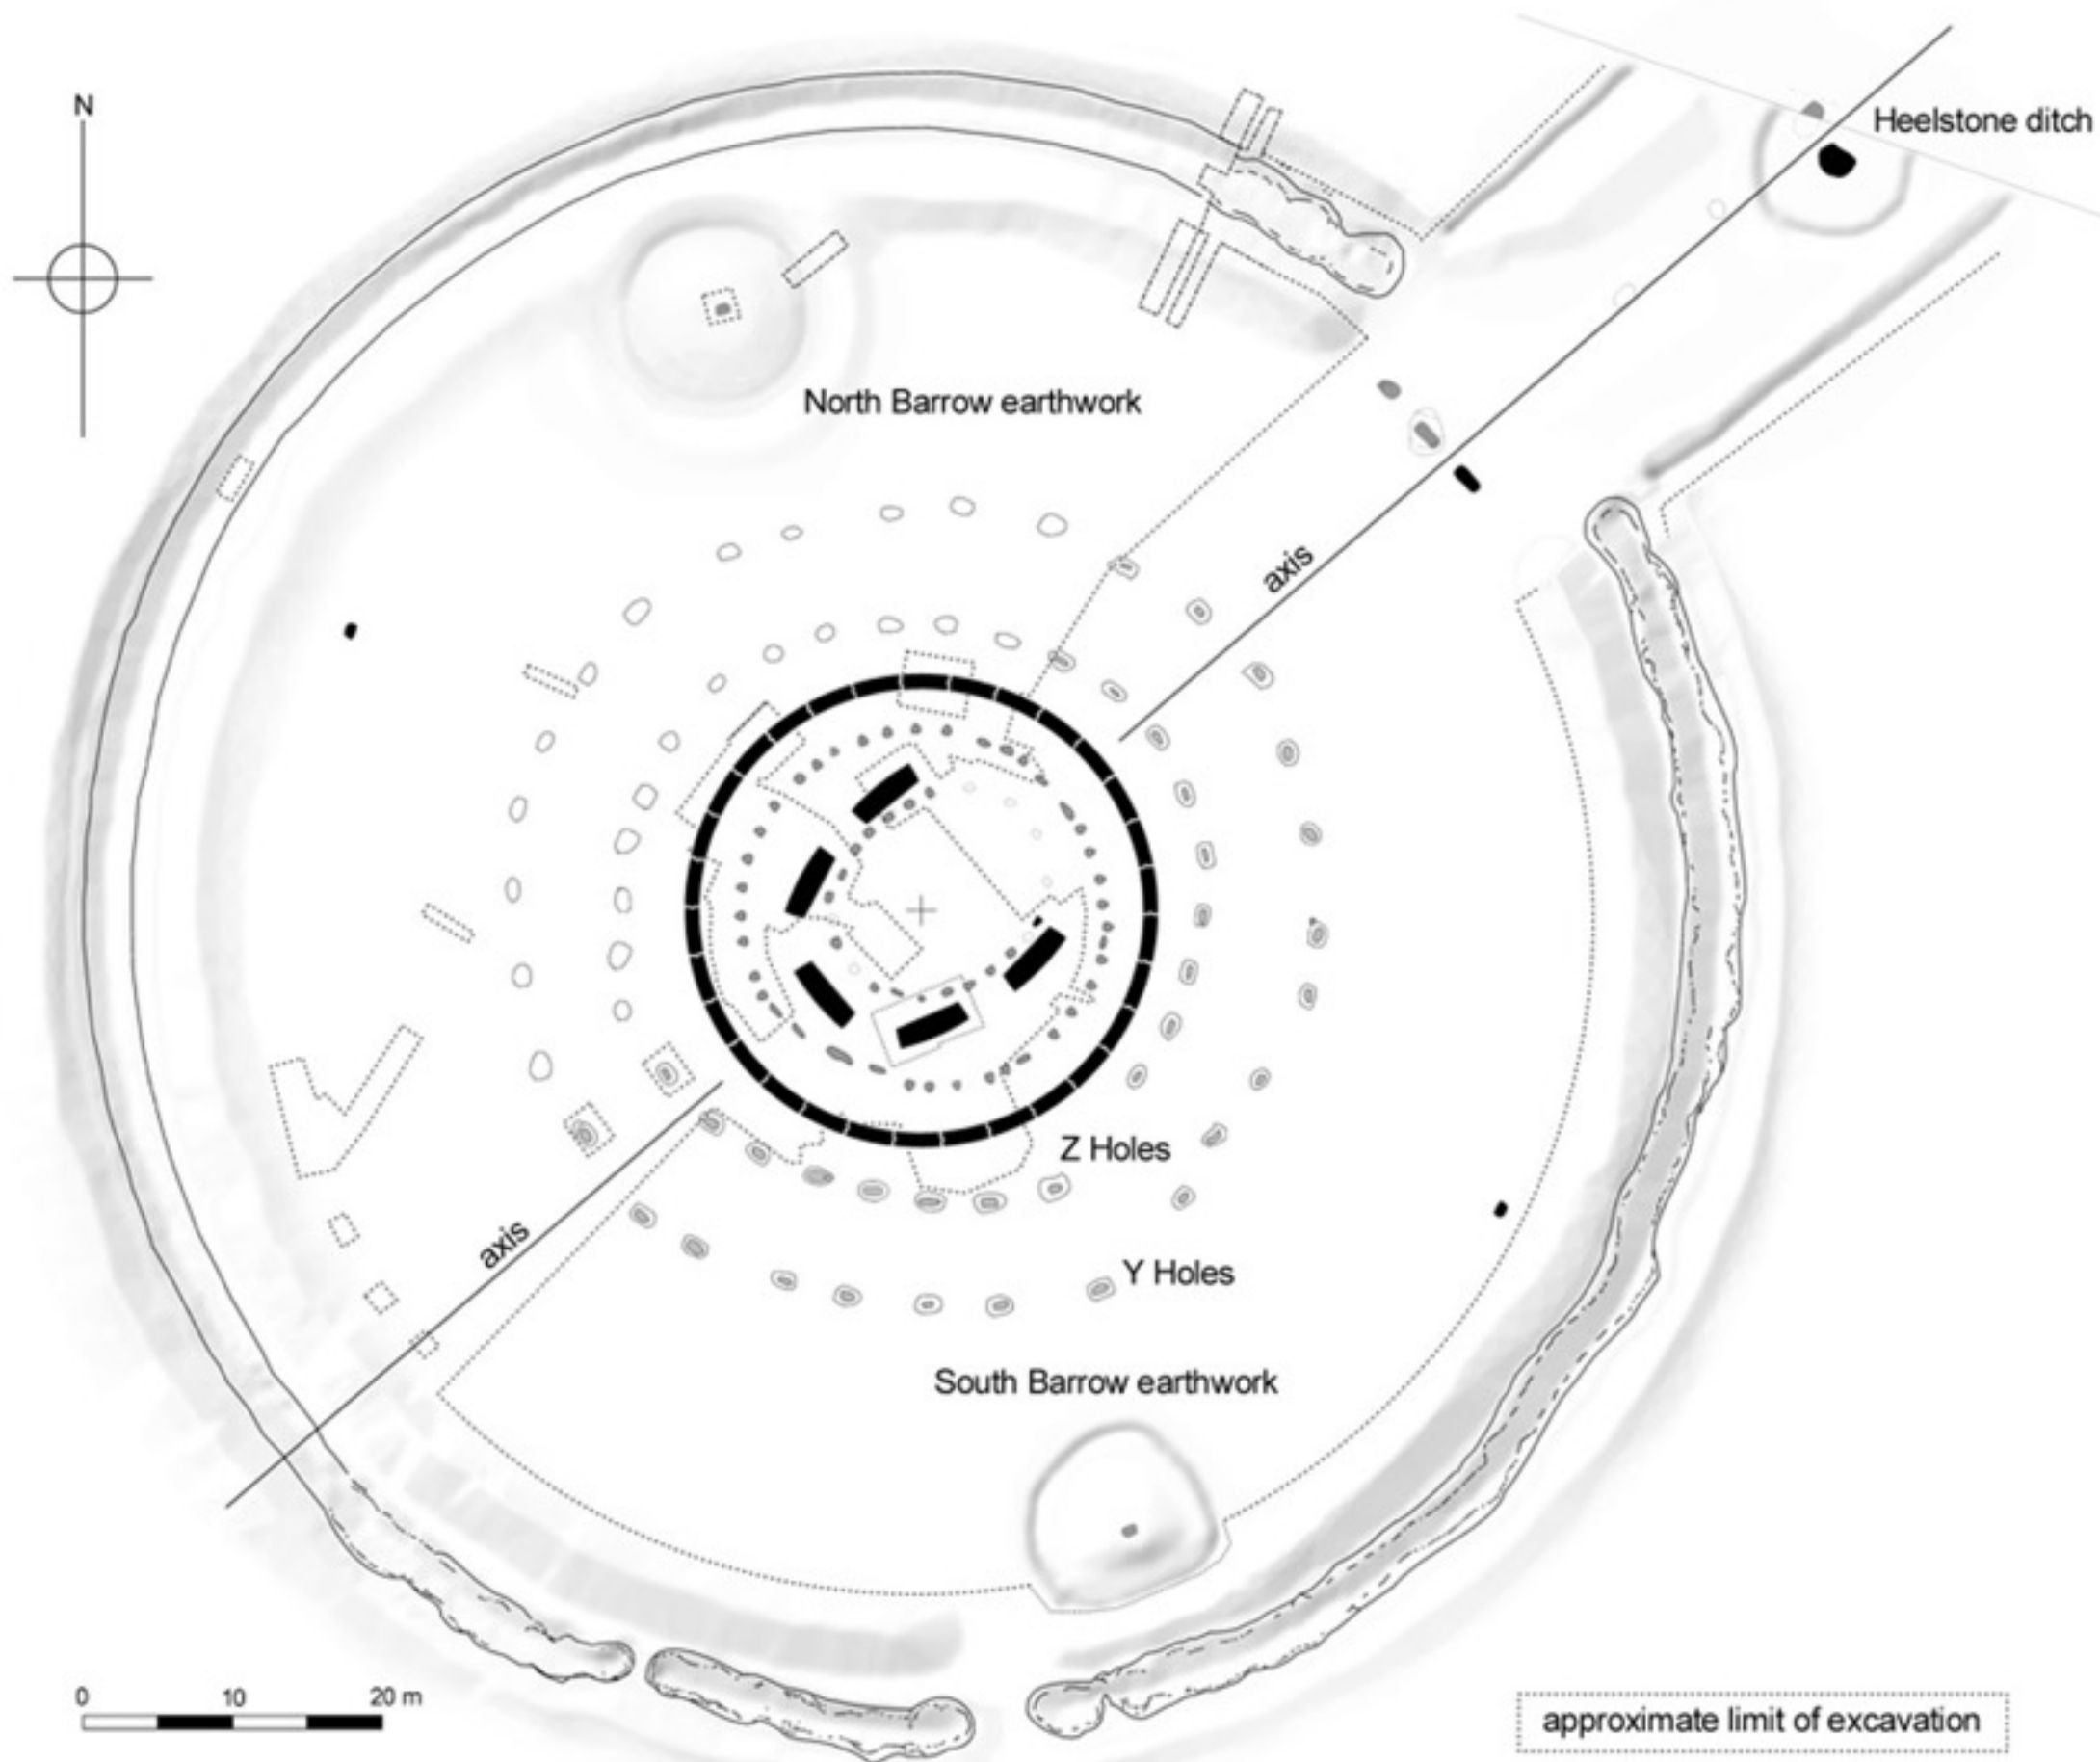 N
Heelstone ditch
North Barrow earthwork
axis
Z Holes
axis
Y Holes
South Barrow earthwork
0 10 20 m
approximate limit of excavation